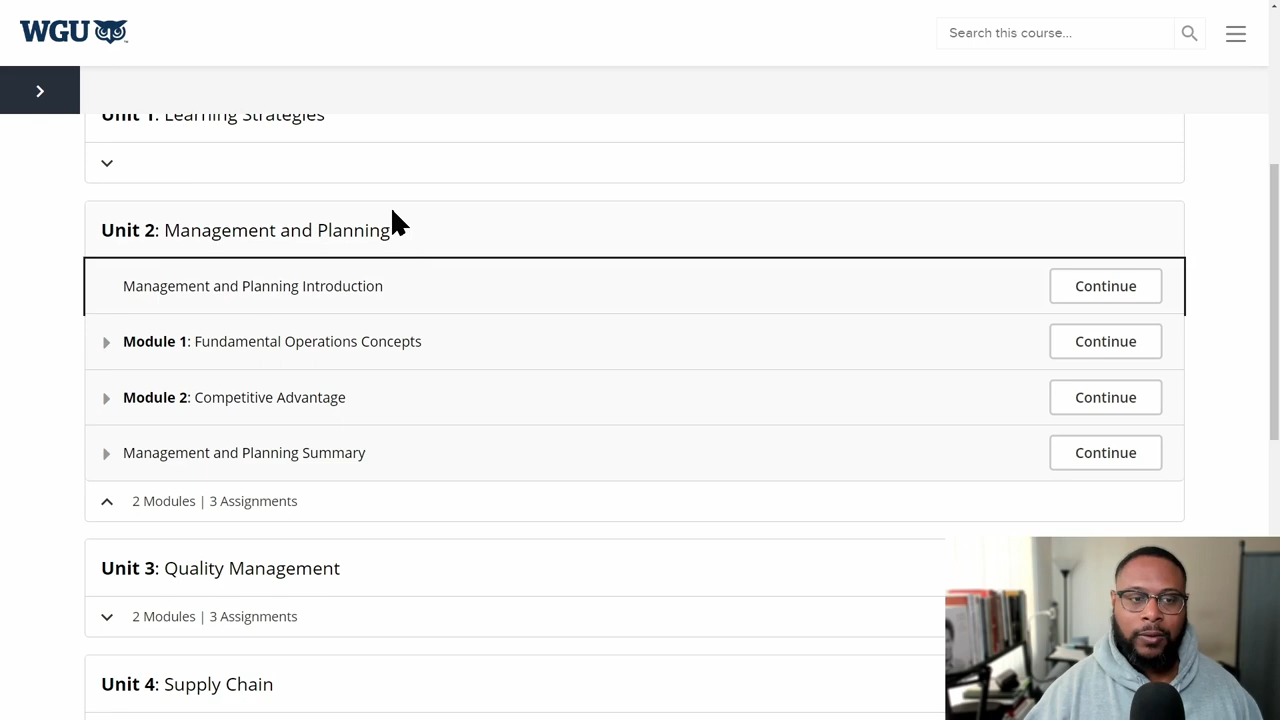 WGU
Search this course...
Unit 1: Learning Strategies
Unit 2: Management and Planning
Management and Planning Introduction
Continue
Module 1: Fundamental Operations Concepts
Continue
Module 2: Competitive Advantage
Continue
Management and Planning Summary
Continue
2 Modules | 3 Assignments
Unit 3: Quality Management
2 Modules | 3 Assignments
Unit 4: Supply Chain